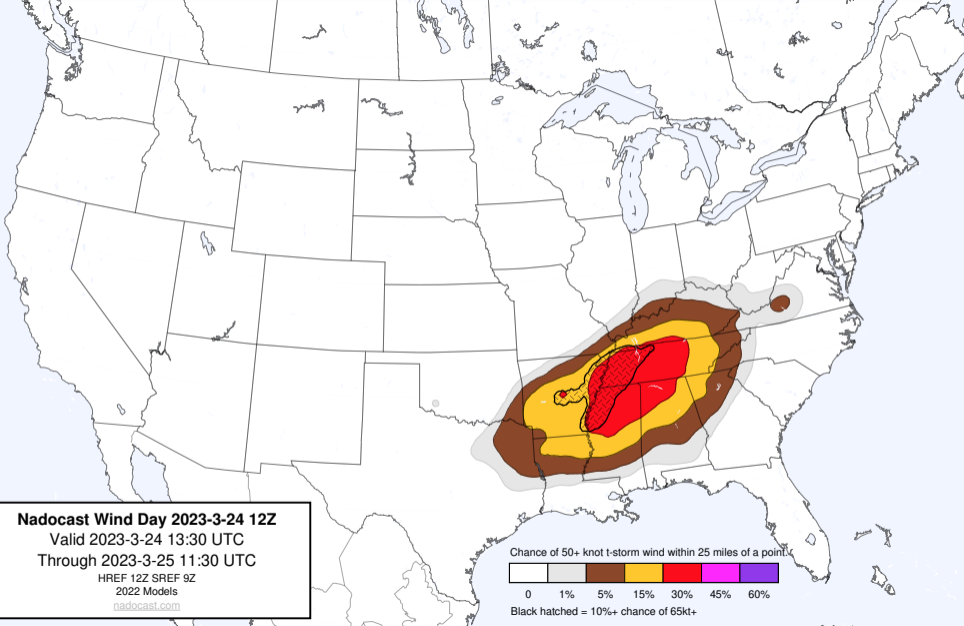 Nadocast Wind Day 2023-3-24 12Z
Valid 2023-3-24 13:30 UTC
Through 2023-3-25 11:30 UTC
HREF 12Z SREF 9Z
2022 Models
nadocast.com
Chance of 50+ knot t-storm wind within 25 miles of a point.
0 1% 5% 15% 30% 45% 60%
Black hatched = 10%+ chance of 65kt+